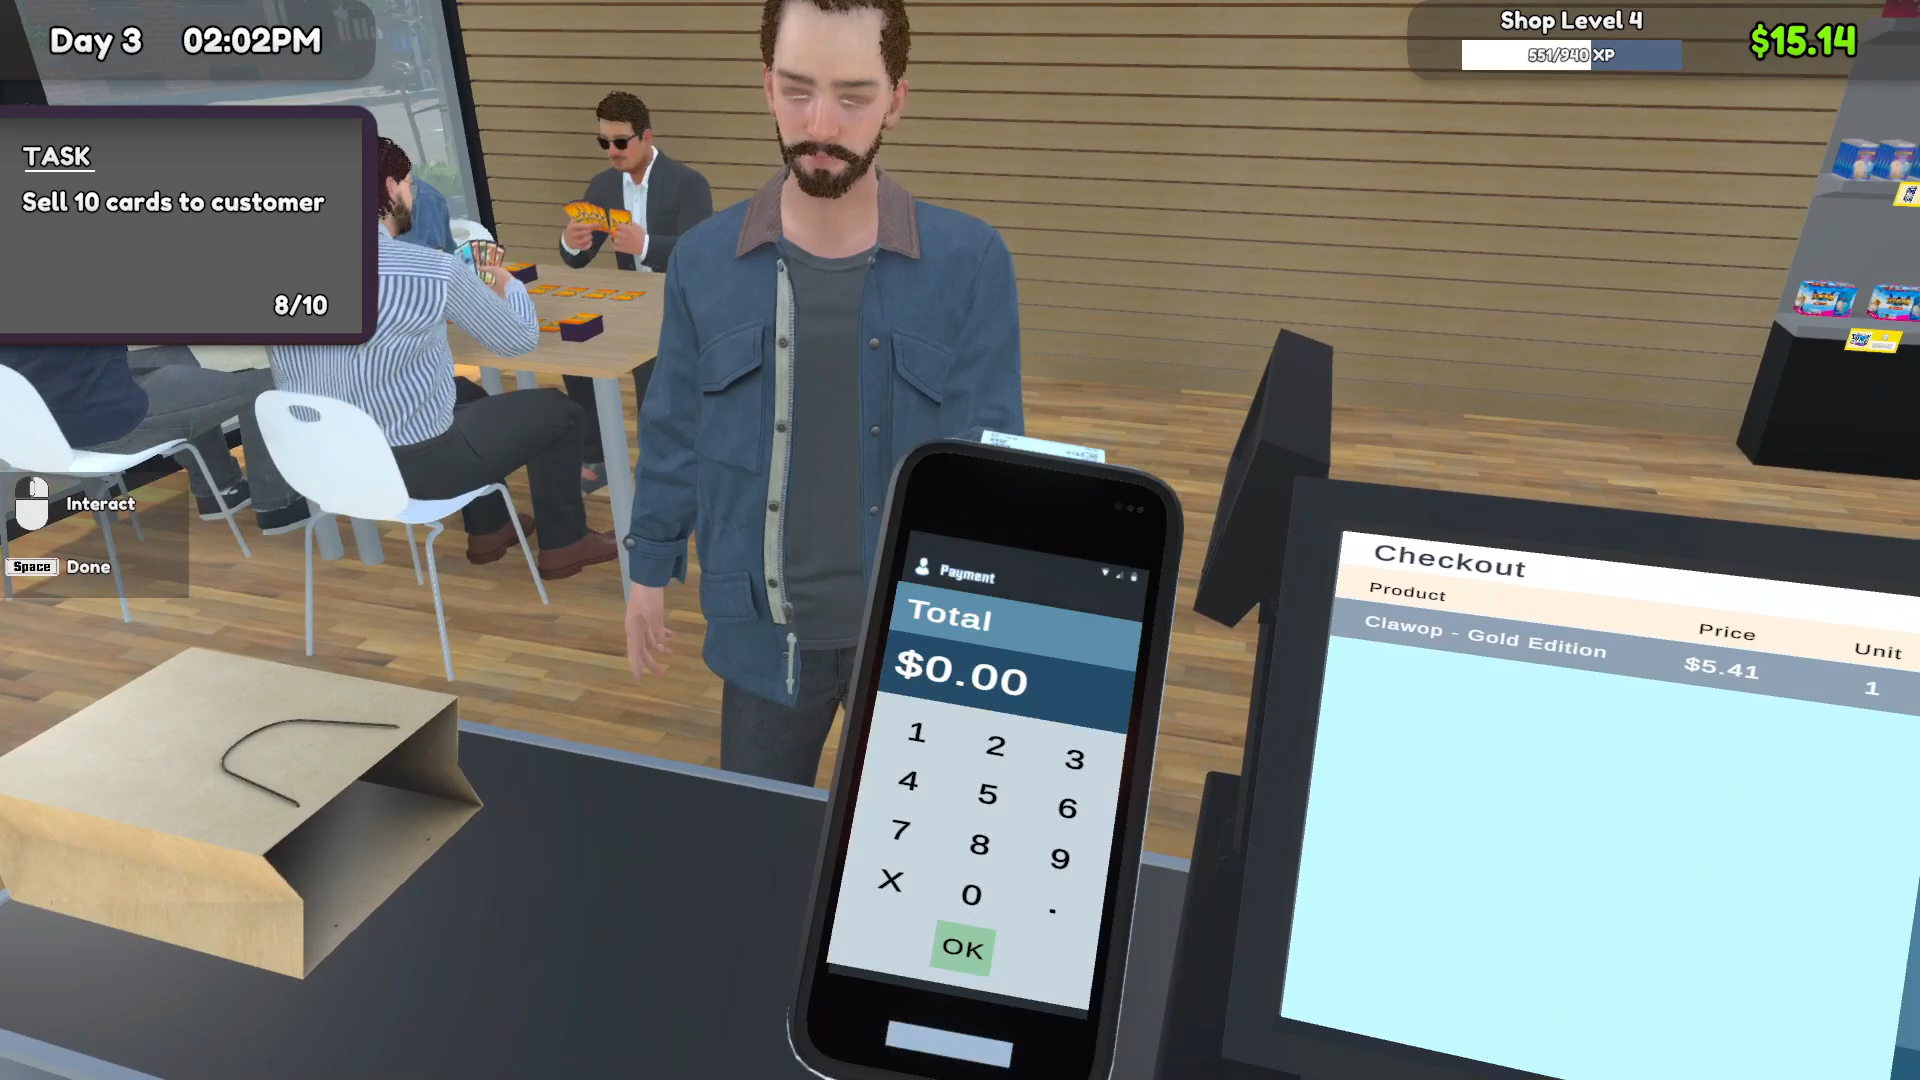 Day 3 02:02PM
Shop Level 4
551/940 XP
$15.14
TASK
Sell 10 cards to customer
8/10
Interact
Space Done
Payment
Total
$0.00
1 2 3
4 5 6
7 8 9
X 0 .
OK
Checkout
Product Price Unit
Clawop - Gold Edition $5.41 1